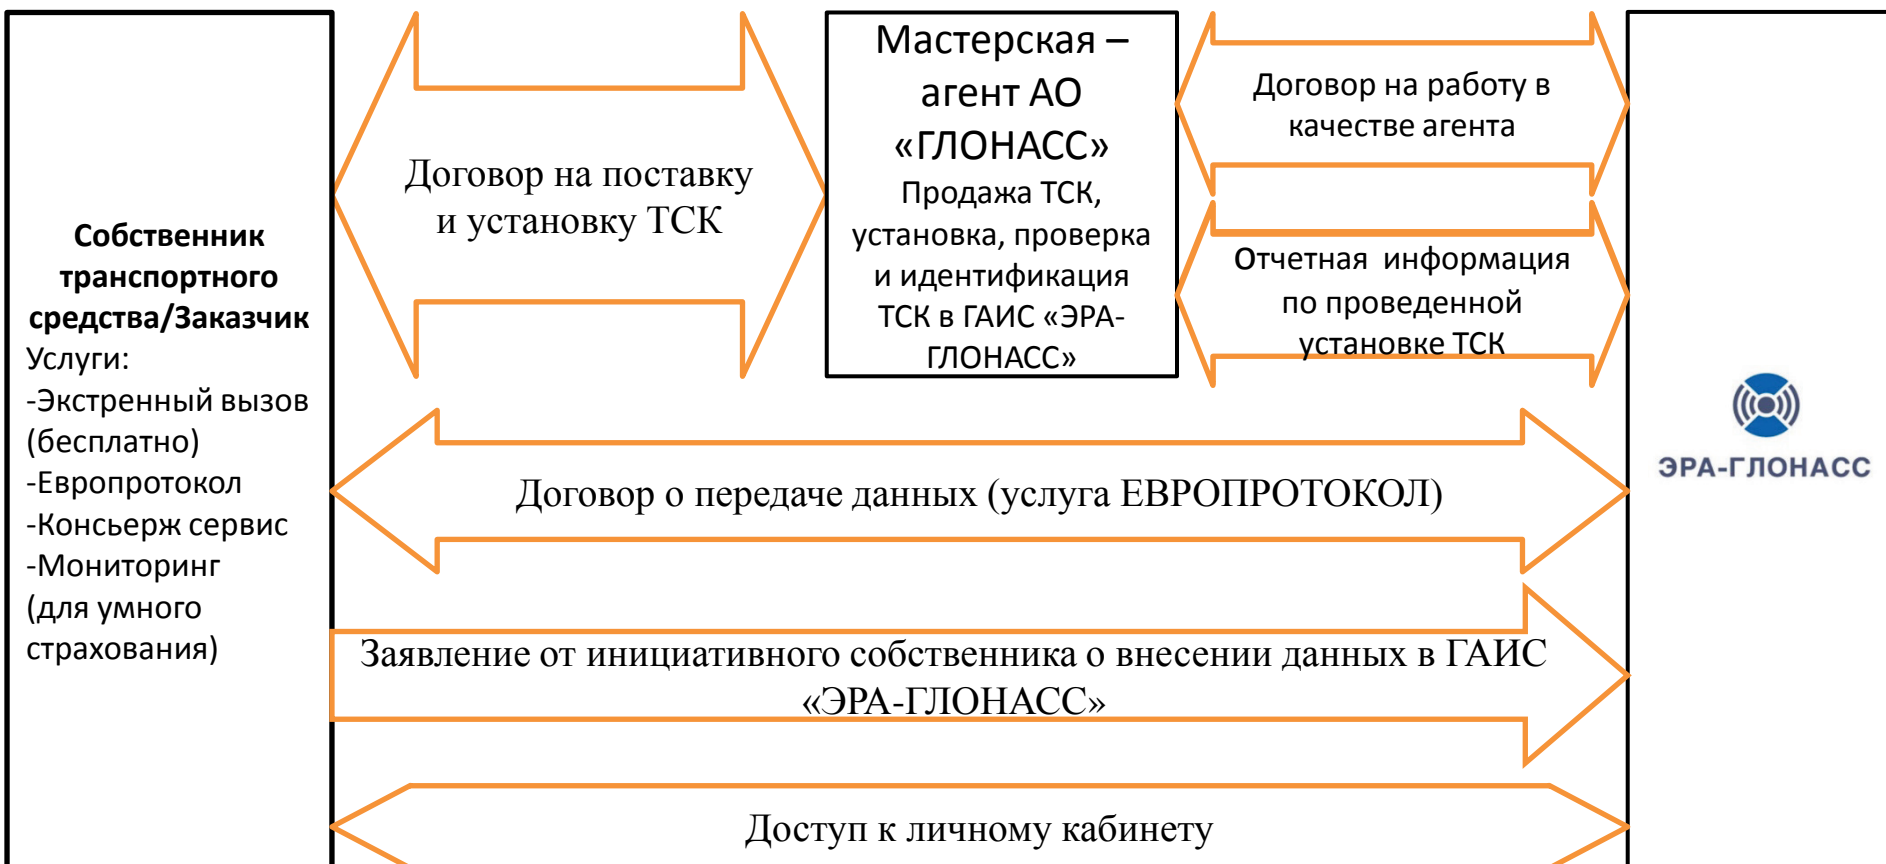 Собственник
транспортного
средства/Заказчик
Услуги:
-Экстренный вызов
(бесплатно)
-Европротокол
-Консьерж сервис
-Мониторинг
(для умного
страхования)
Договор на поставку
и установку ТСК
Мастерская –
агент АО
«ГЛОНАСС»
Продажа ТСК,
установка, проверка
и идентификация
ТСК в ГАИС «ЭРА-
ГЛОНАСС»
Договор на работу в
качестве агента
Отчетная информация
по проведенной
установке ТСК
Договор о передаче данных (услуга ЕВРОПРОТОКОЛ)
Заявление от инициативного собственника о внесении данных в ГАИС
«ЭРА-ГЛОНАСС»
Доступ к личному кабинету
ЭРА-ГЛОНАСС